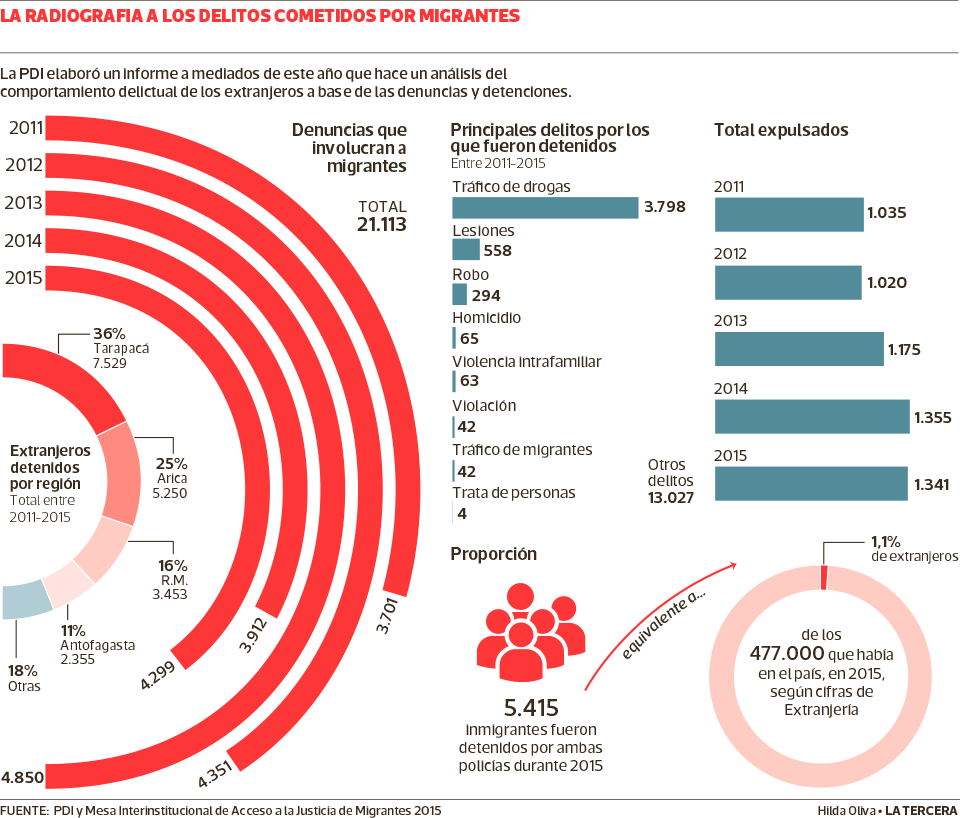 LA RADIOGRAFIA A LOS DELITOS COMETIDOS POR MIGRANTES
La PDI elaboró un informe a mediados de este año que hace un análisis del
comportamiento delictual de los extranjeros a base de las denuncias y detenciones.
Denuncias que
involucran a
migrantes
TOTAL
21.113
2011
2012
2013
2014
2015
3.701
4.351
4.850
3.912
4.299
36%
Tarapacá
7.529
25%
Arica
5.250
16%
R.M.
3.453
11%
Antofagasta
2.355
18%
Otras
Extranjeros
detenidos
por región
Total entre
2011-2015
Principales delitos por los
que fueron detenidos
Entre 2011-2015
Tráfico de drogas
3.798
Lesiones
558
Robo
294
Homicidio
65
Violencia intrafamiliar
63
Violación
42
Tráfico de migrantes
42
Trata de personas
4
Otros
delitos
13.027
Total expulsados
2011
1.035
2012
1.020
2013
1.175
2014
1.355
2015
1.341
Proporción
5.415
inmigrantes fueron
detenidos por ambas
policías durante 2015
equivalente a...
1,1%
de extranjeros
de los
477.000 que había
en el país, en 2015,
según cifras de
Extranjería
FUENTE: PDI y Mesa Interinstitucional de Acceso a la Justicia de Migrantes 2015
Hilda Oliva • LA TERCERA